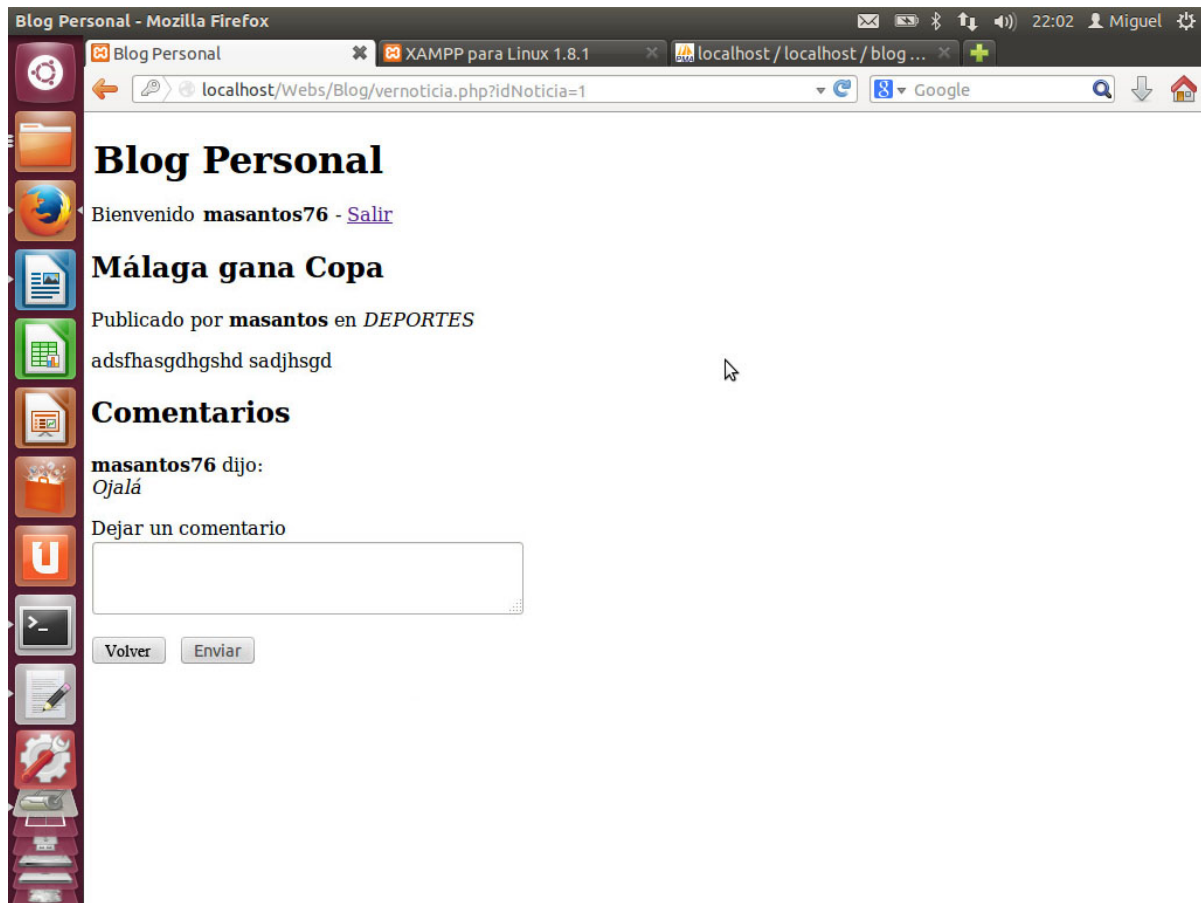 Blog Personal - Mozilla Firefox
22:02 Miguel
Blog Personal
XAMPP para Linux 1.8.1
localhost / localhost / blog ...
localhost/Webs/Blog/vernoticia.php?idNoticia=1
Google
Blog Personal
Bienvenido masantos76 - Salir
Málaga gana Copa
Publicado por masantos en DEPORTES
adsfhasgdhgshd sadjhsgd
Comentarios
masantos76 dijo:
Ojalá
Dejar un comentario
Volver
Enviar